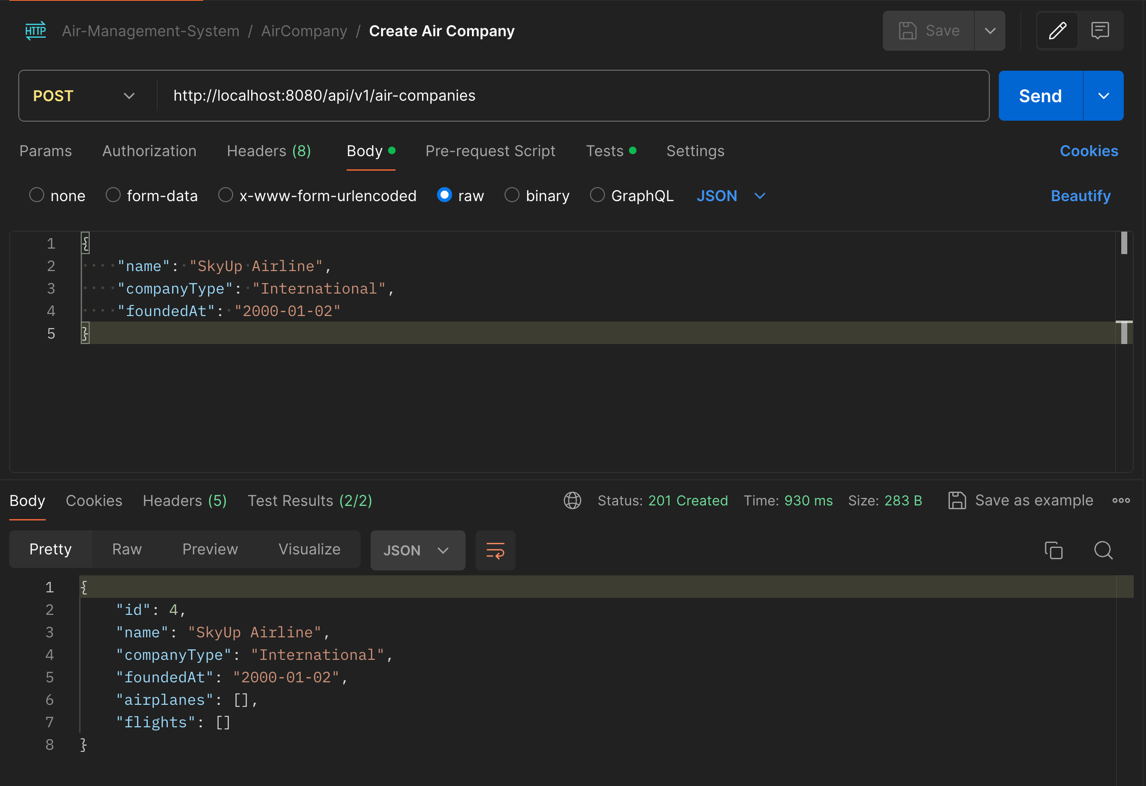 HTTP Air-Management-System / AirCompany / Create Air Company Save
POST http://localhost:8080/api/v1/air-companies Send
Params Authorization Headers (8) Body Pre-request Script Tests Settings Cookies
none form-data x-www-form-urlencoded raw binary GraphQL JSON Beautify
1 {
2 "name": "SkyUp Airline",
3 "companyType": "International",
4 "foundedAt": "2000-01-02"
5 }
Body Cookies Headers (5) Test Results (2/2) Status: 201 Created Time: 930 ms Size: 283 B Save as example
Pretty Raw Preview Visualize JSON
1 {
2 "id": 4,
3 "name": "SkyUp Airline",
4 "companyType": "International",
5 "foundedAt": "2000-01-02",
6 "airplanes": [],
7 "flights": []
8 }